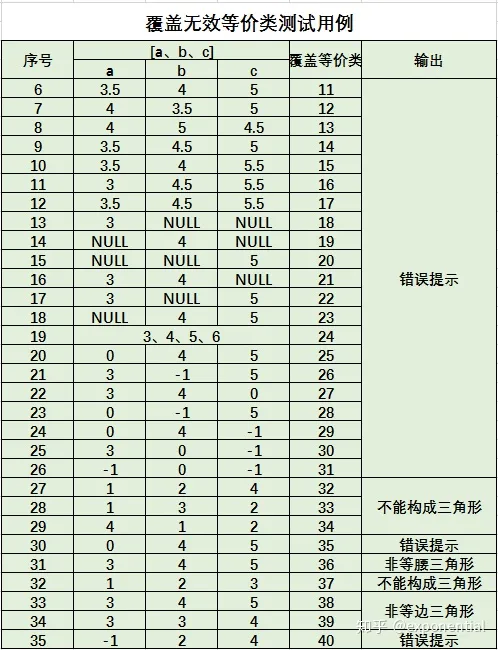 覆盖无效等价类测试用例
序号 [a、b、c] 覆盖等价类 输出
a b c
6 3.5 4 5 11
7 4 3.5 5 12
8 4 5 4.5 13
9 3.5 4.5 5 14
10 3.5 4 5.5 15
11 3 4.5 5.5 16
12 3.5 4.5 5.5 17
13 3 NULL NULL 18
14 NULL 4 NULL 19
15 NULL NULL 5 20
16 3 4 NULL 21 错误提示
17 3 NULL 5 22
18 NULL 4 5 23
19 3、4、5、6 24
20 0 4 5 25
21 3 -1 5 26
22 3 4 0 27
23 0 -1 5 28
24 0 4 -1 29
25 3 0 -1 30
26 -1 0 -1 31
27 1 2 4 32
28 1 3 2 33 不能构成三角形
29 4 1 2 34
30 0 4 5 35 错误提示
31 3 4 5 36 非等腰三角形
32 1 2 3 37 不能构成三角形
33 3 4 5 38 非等边三角形
34 3 3 4 39
35 -1 2 4 40 错误提示
知乎 @exponential